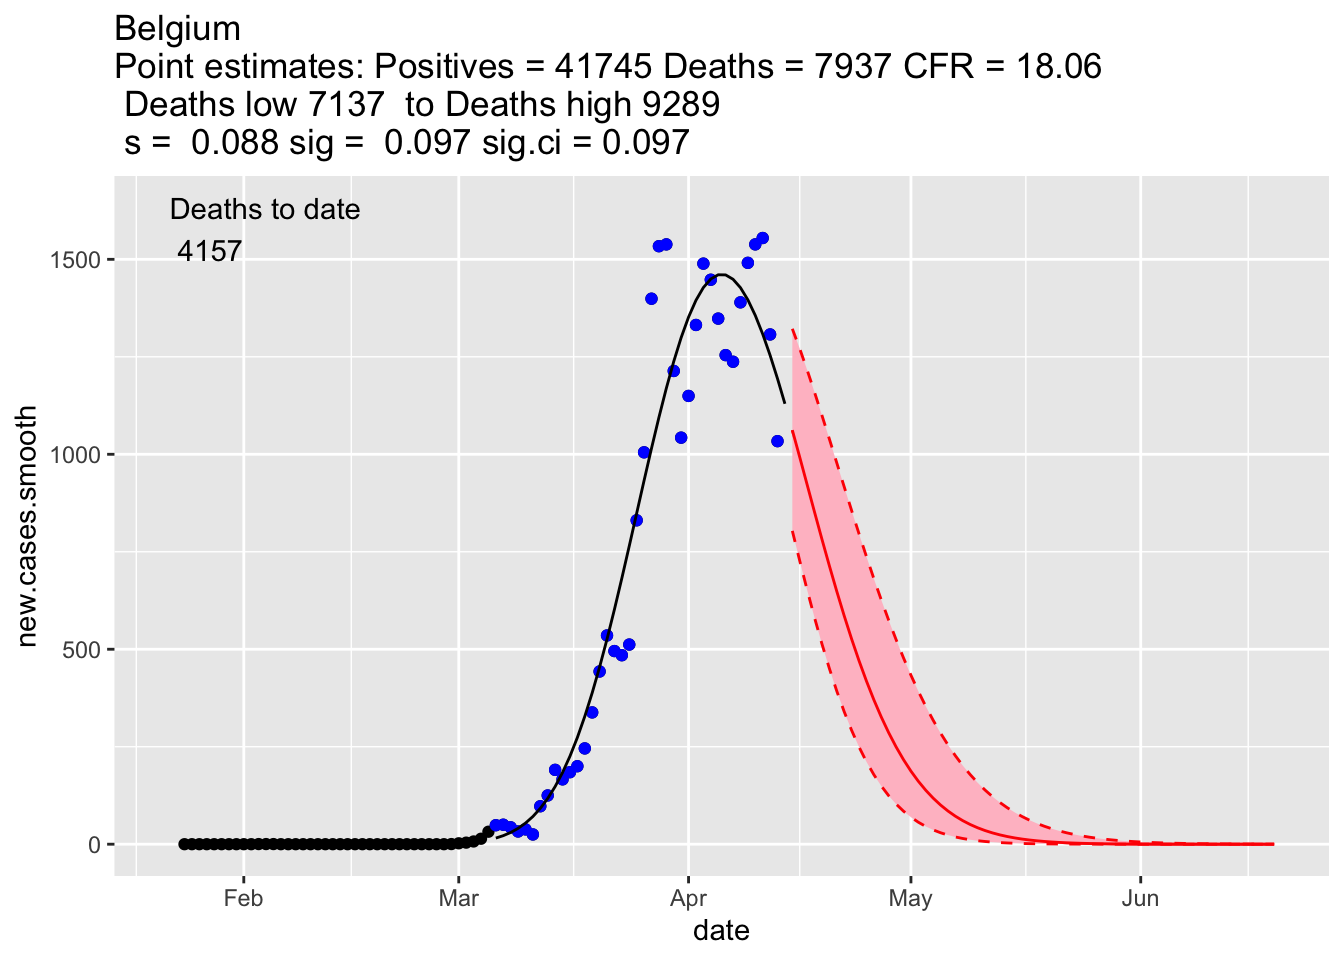 Belgium
Point estimates: Positives = 41745 Deaths = 7937 CFR = 18.06
Deaths low 7137  to Deaths high 9289
s =  0.088 sig =  0.097 sig.ci = 0.097
Deaths to date
4157
1500
1000
500
0
new.cases.smooth
Feb Mar Apr May Jun
date